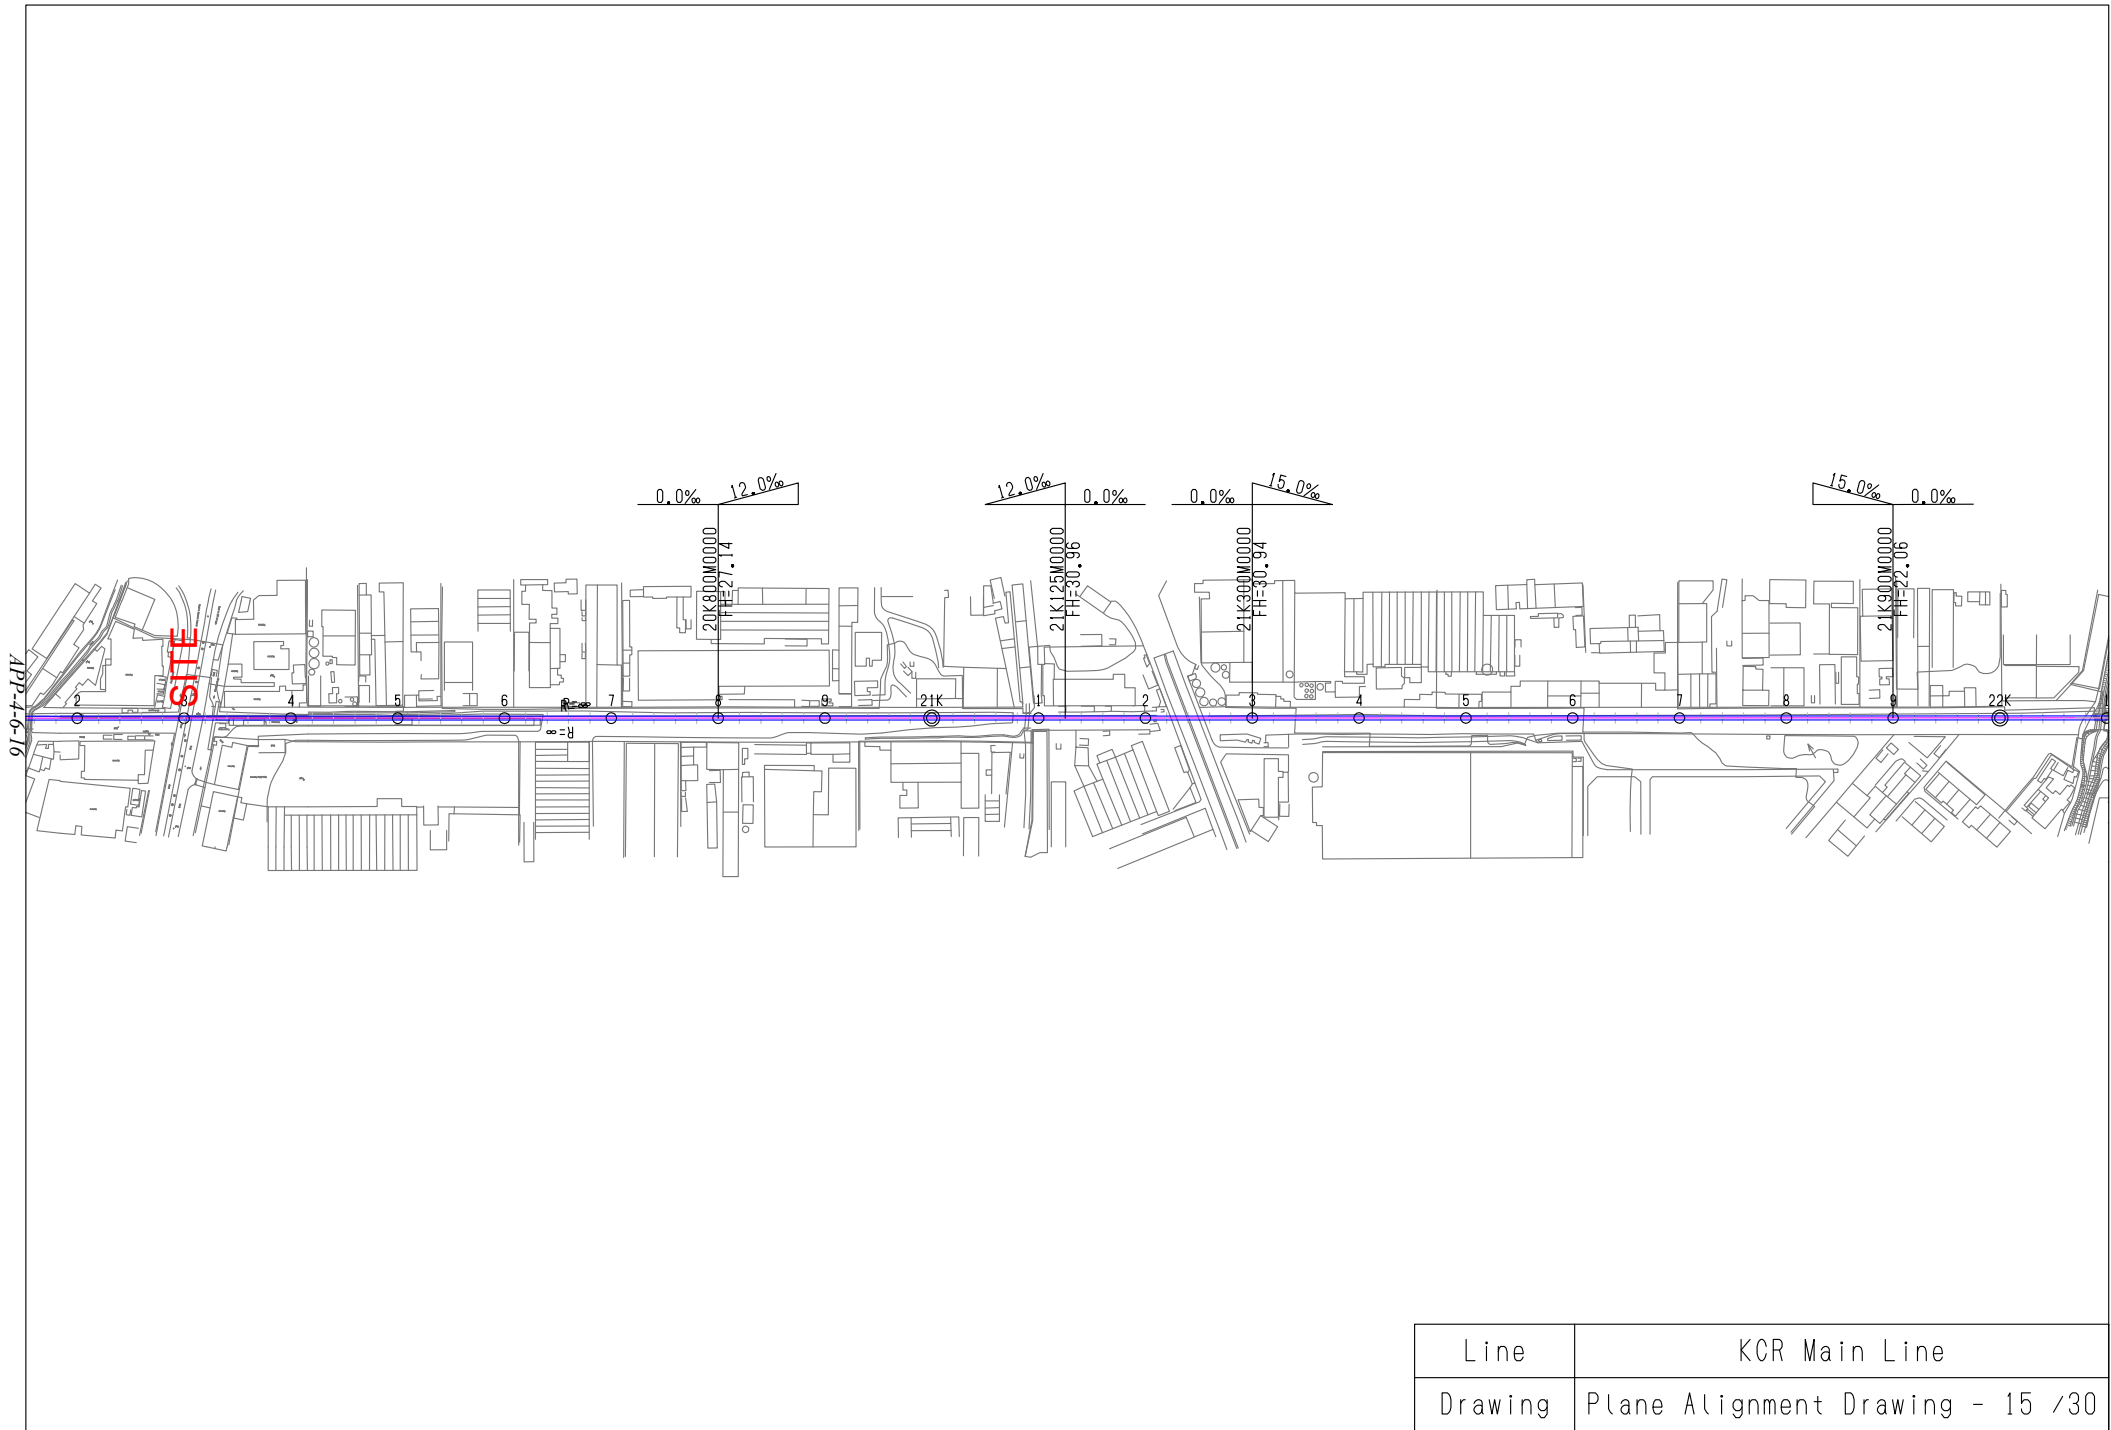 0.0‰ 12.0‰
20K800M0000
FH=27.14
12.0‰ 0.0‰
21K125M0000
FH=30.96
0.0‰ 15.0‰
21K300M0000
FH=30.94
15.0‰ 0.0‰
21K900M0000
FH=22.06
SITE
2 3 4 5 6 7 8 9 21K 1 2 3 4 5 6 7 8 9 22K 1
R=∞
R=∞
APP-4-6-16
Line KCR Main Line
Drawing Plane Alignment Drawing - 15 /30